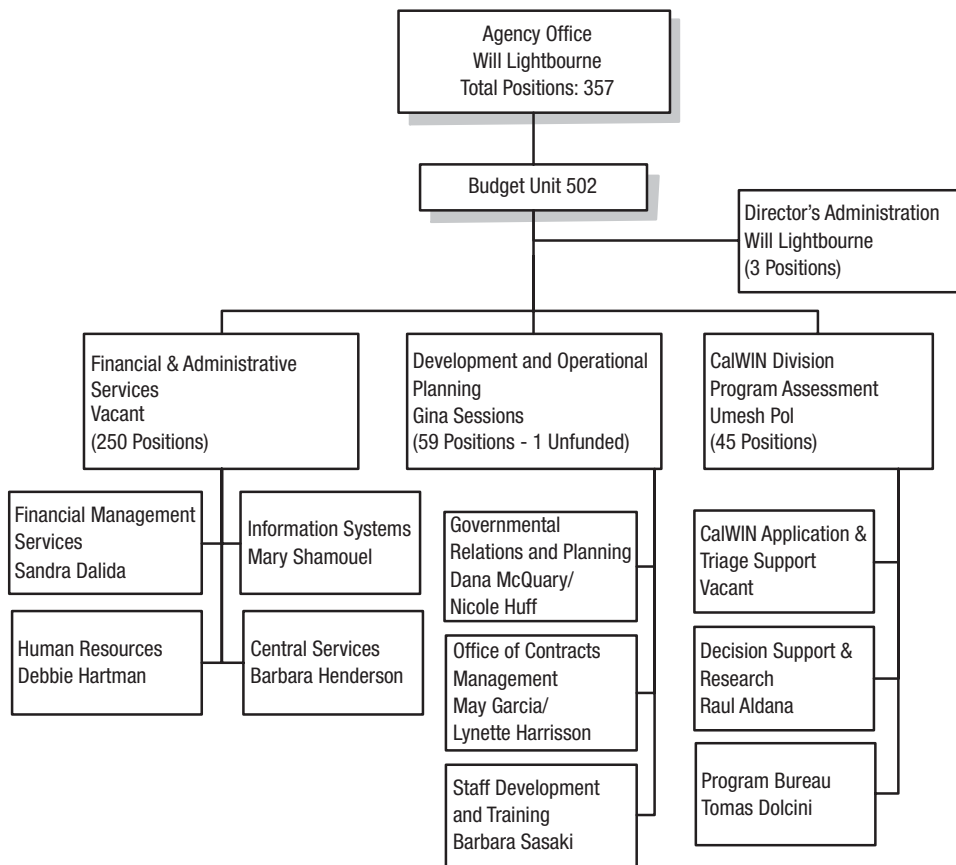 Agency Office
Will Lightbourne
Total Positions: 357
Budget Unit 502
Director’s Administration
Will Lightbourne
(3 Positions)
Financial & Administrative
Services
Vacant
(250 Positions)
Development and Operational
Planning
Gina Sessions
(59 Positions - 1 Unfunded)
CalWIN Division
Program Assessment
Umesh Pol
(45 Positions)
Financial Management
Services
Sandra Dalida
Information Systems
Mary Shamouel
Human Resources
Debbie Hartman
Central Services
Barbara Henderson
Governmental
Relations and Planning
Dana McQuary/
Nicole Huff
Office of Contracts
Management
May Garcia/
Lynette Harrisson
Staff Development
and Training
Barbara Sasaki
CalWIN Application &
Triage Support
Vacant
Decision Support &
Research
Raul Aldana
Program Bureau
Tomas Dolcini